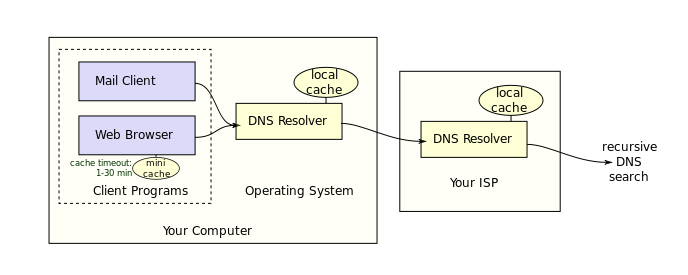 Mail Client
Web Browser
cache timeout:
1-30 min
mini
cache
Client Programs
local
cache
DNS Resolver
Operating System
Your Computer
local
cache
DNS Resolver
Your ISP
recursive
DNS
search